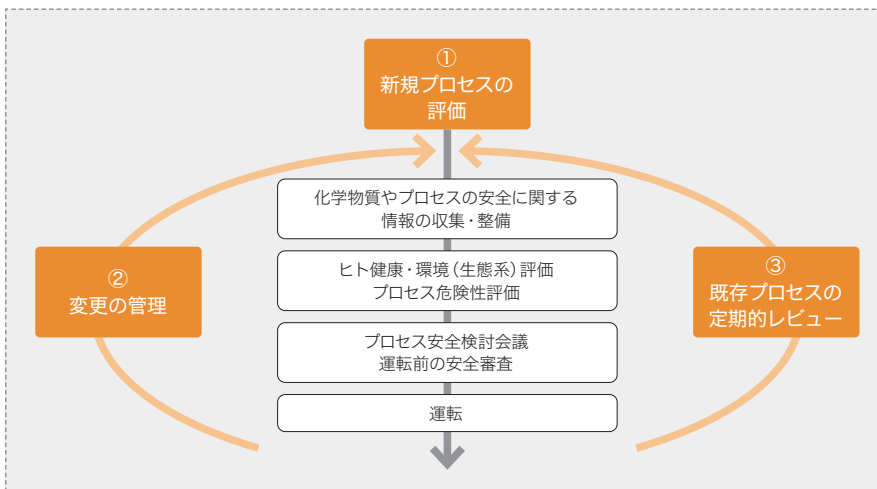 ①
新規プロセスの
評価
化学物質やプロセスの安全に関する
情報の収集・整備
ヒト健康・環境(生態系)評価
プロセス危険性評価
プロセス安全検討会議
運転前の安全審査
運転
②
変更の管理
③
既存プロセスの
定期的レビュー